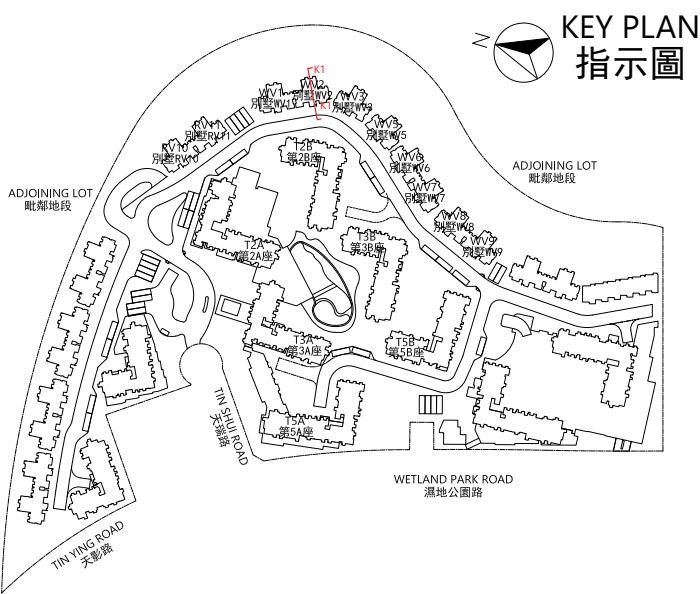 KEY PLAN
指示圖
N
K1
WV2
別墅WV2
K1
WV1
別墅WV1
WV3
別墅WV3
RV11
別墅RV11
RV10
別墅RV10
WV5
別墅WV5
WV6
別墅WV6
WV7
別墅WV7
WV8
別墅WV8
WV9
別墅WV9
T2B
第2B座
ADJOINING LOT
毗鄰地段
ADJOINING LOT
毗鄰地段
T2A
第2A座
T3B
第3B座
T3A
第3A座
T5B
第5B座
T5A
第5A座
TIN SHUI ROAD
天瑞路
WETLAND PARK ROAD
濕地公園路
TIN YING ROAD
天影路